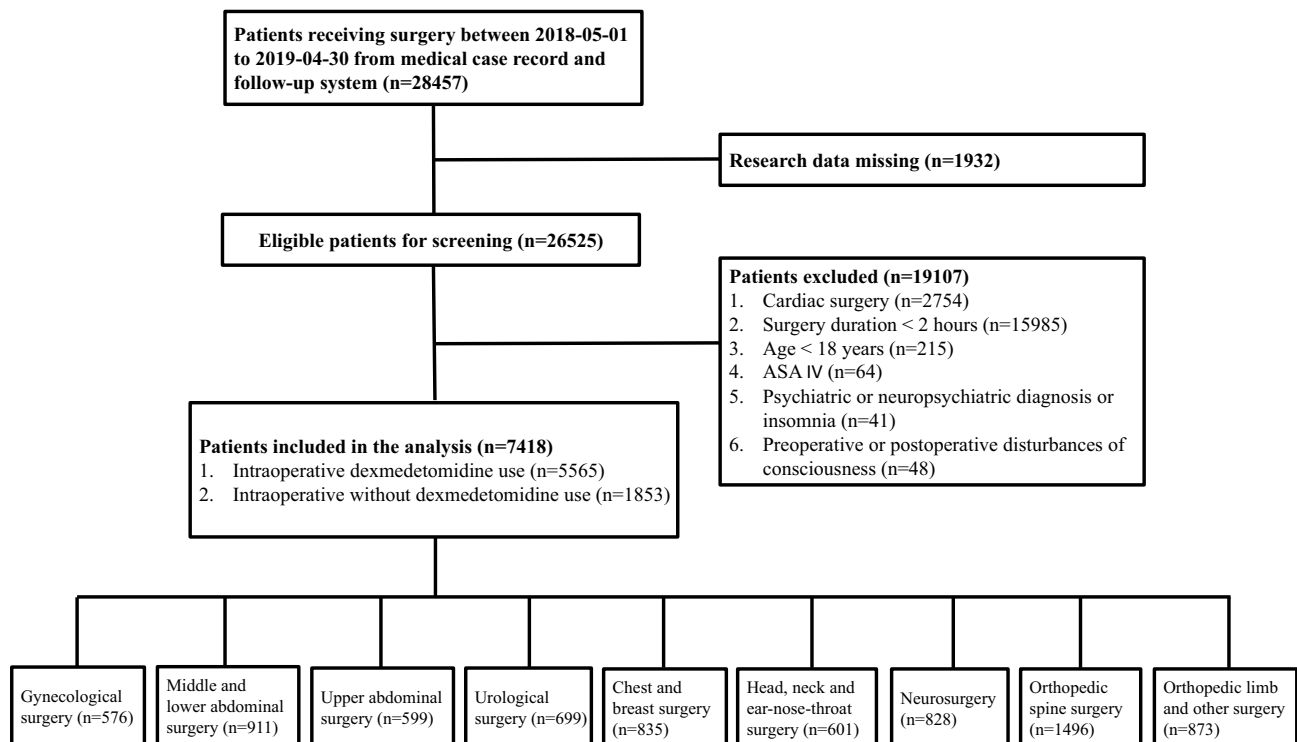 Patients receiving surgery between 2018-05-01
to 2019-04-30 from medical case record and
follow-up system (n=28457)
Research data missing (n=1932)
Eligible patients for screening (n=26525)
Patients excluded (n=19107)
1. Cardiac surgery (n=2754)
2. Surgery duration < 2 hours (n=15985)
3. Age < 18 years (n=215)
4. ASA IV (n=64)
5. Psychiatric or neuropsychiatric diagnosis or
insomnia (n=41)
6. Preoperative or postoperative disturbances of
consciousness (n=48)
Patients included in the analysis (n=7418)
1. Intraoperative dexmedetomidine use (n=5565)
2. Intraoperative without dexmedetomidine use (n=1853)
Gynecological
surgery (n=576)
Middle and
lower abdominal
surgery (n=911)
Upper abdominal
surgery (n=599)
Urological
surgery (n=699)
Chest and
breast surgery
(n=835)
Head, neck and
ear-nose-throat
surgery (n=601)
Neurosurgery
(n=828)
Orthopedic
spine surgery
(n=1496)
Orthopedic limb
and other surgery
(n=873)